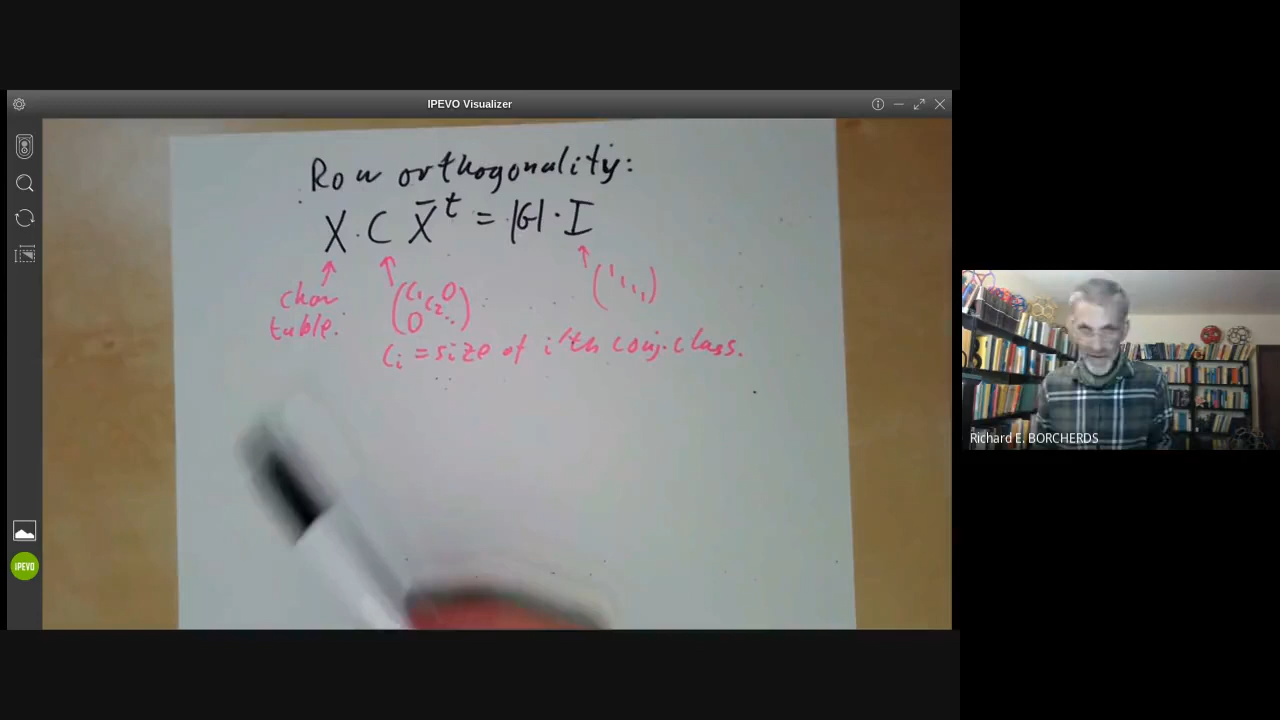 IPEVO Visualizer
Row orthogonality:
X · C X̄ᵗ = |G| · I
char table.
(C₁ C₂ 0 0 ...)
(1 1 1 1)
Cᵢ = size of i'th conj. class.
IPEVO
Richard E. BORCHERDS